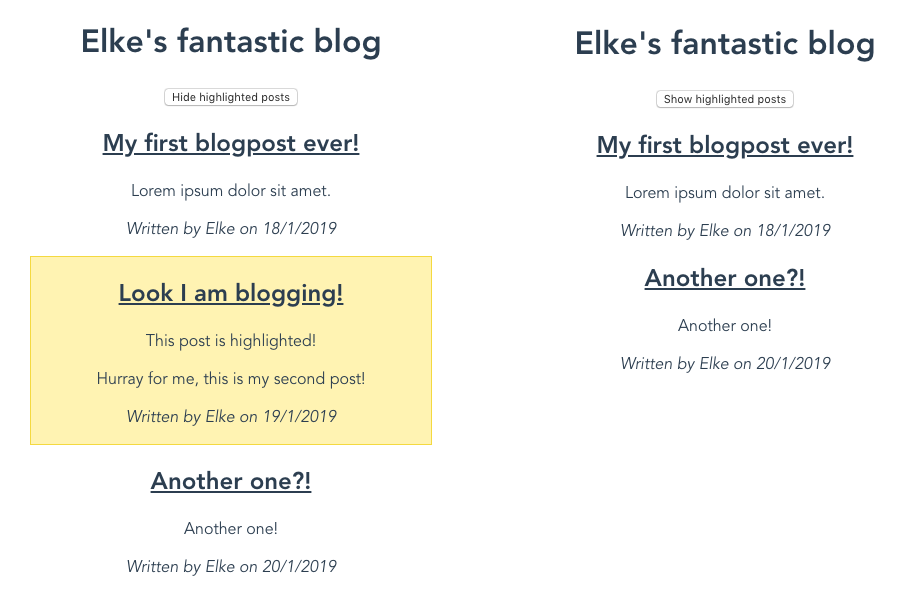 Elke's fantastic blog
Hide highlighted posts
My first blogpost ever!
Lorem ipsum dolor sit amet.
Written by Elke on 18/1/2019
Look I am blogging!
This post is highlighted!
Hurray for me, this is my second post!
Written by Elke on 19/1/2019
Another one?!
Another one!
Written by Elke on 20/1/2019
Elke's fantastic blog
Show highlighted posts
My first blogpost ever!
Lorem ipsum dolor sit amet.
Written by Elke on 18/1/2019
Another one?!
Another one!
Written by Elke on 20/1/2019